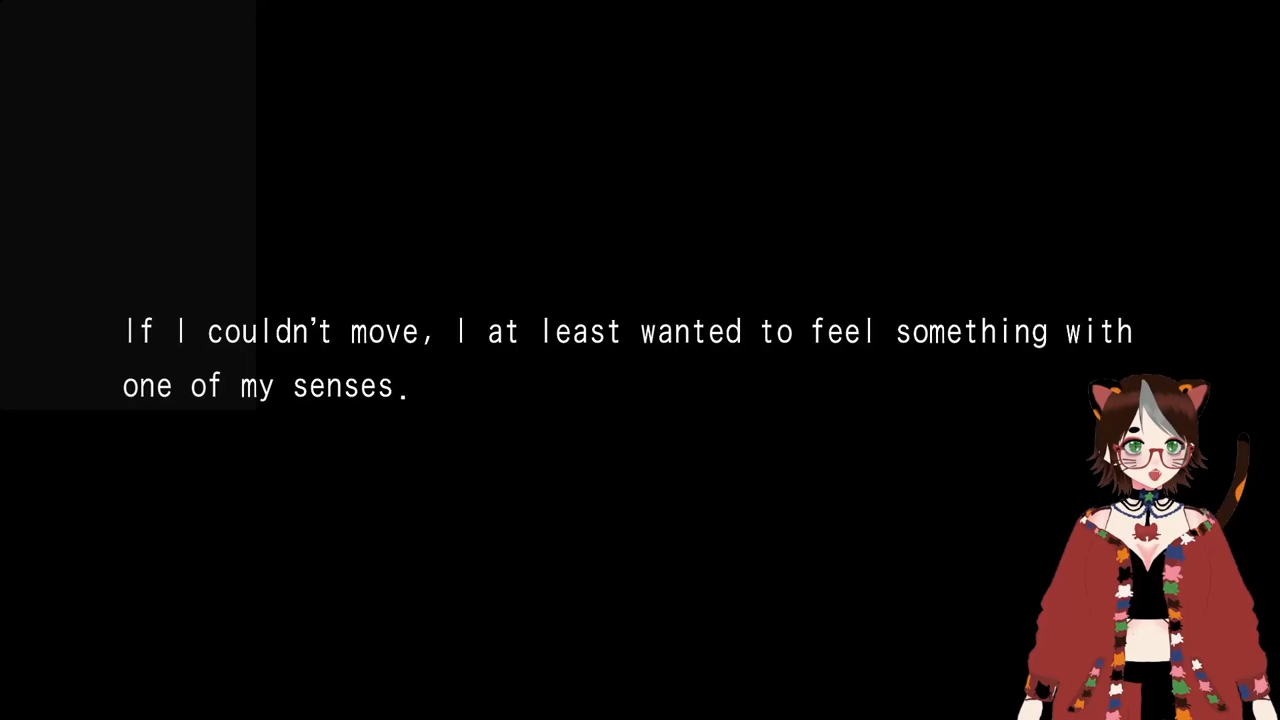 If I couldn't move, I at least wanted to feel something with
one of my senses.